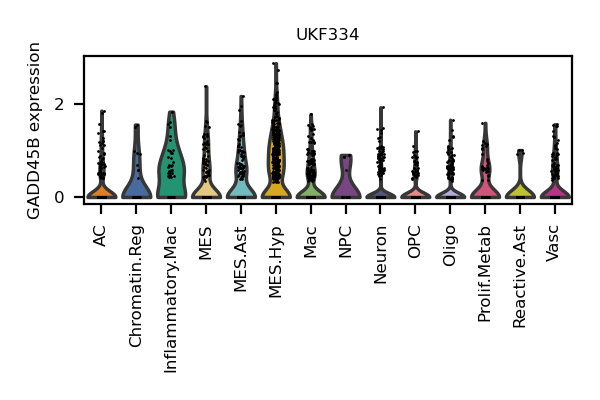 UKF334
GADD45B expression
2
0
AC
Chromatin.Reg
Inflammatory.Mac
MES
MES.Ast
MES.Hyp
Mac
NPC
Neuron
OPC
Oligo
Prolif.Metab
Reactive.Ast
Vasc